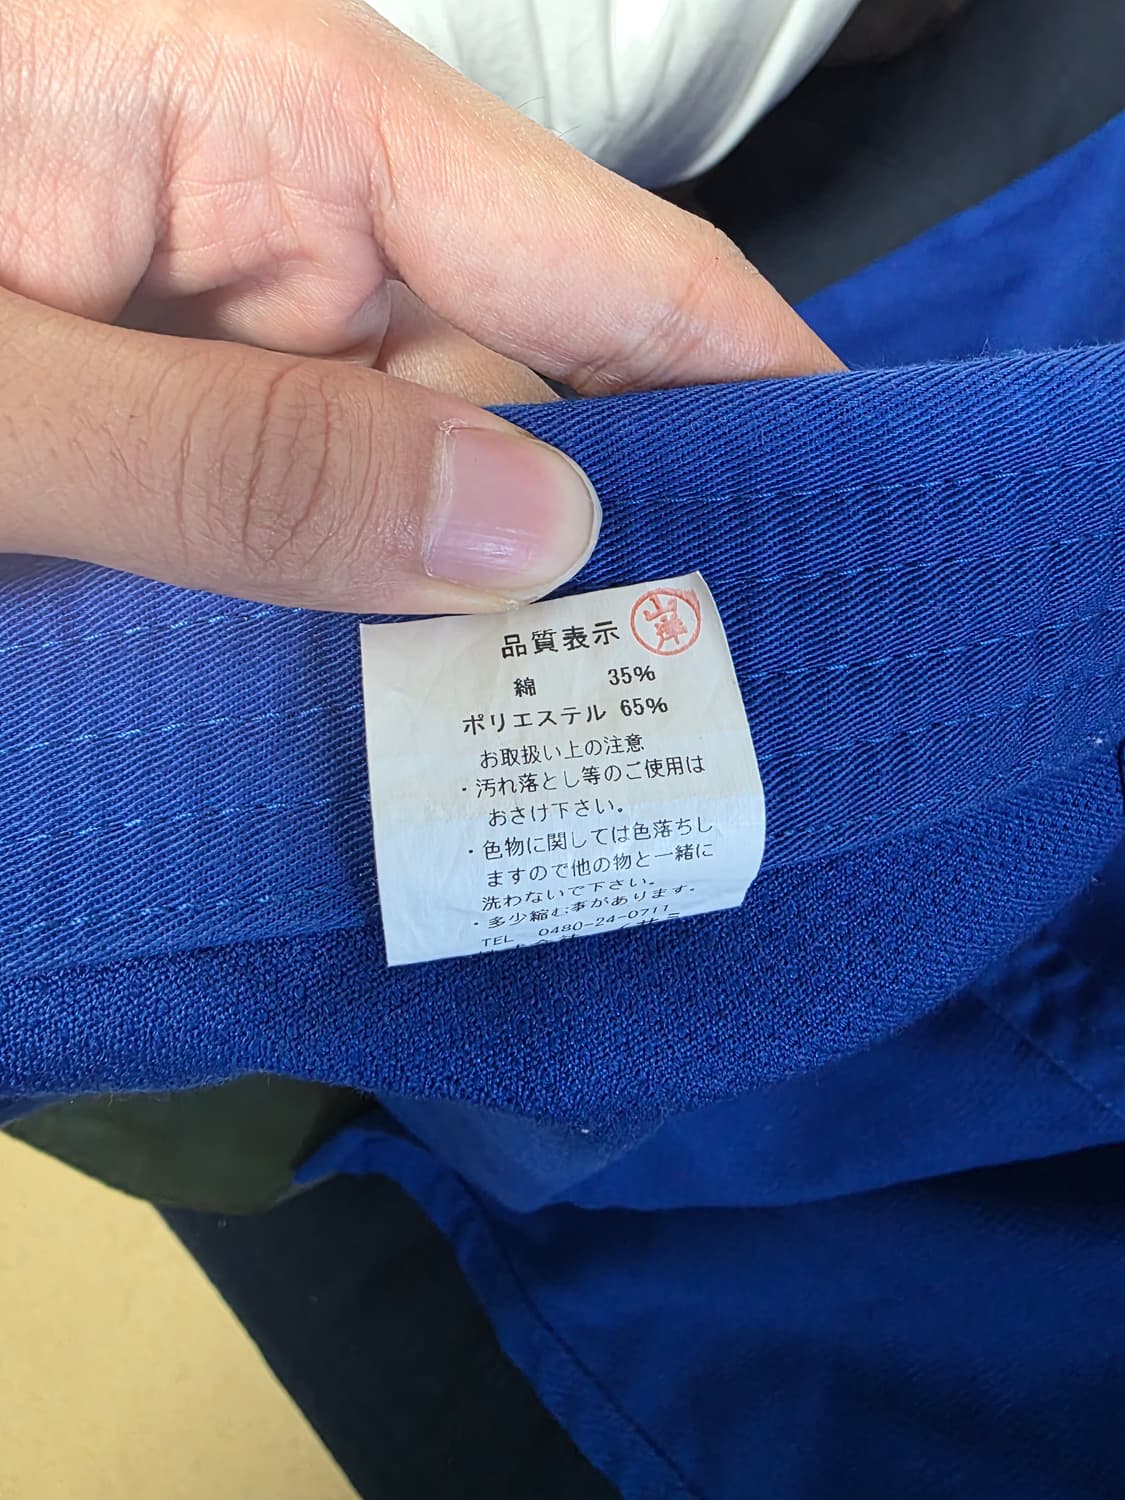 品質表示 山岸
綿 35%
ポリエステル 65%
お取扱い上の注意
・汚れ落とし等のご使用は
おさけ下さい。
・色物に関しては色落ちし
ますので他の物と一緒に
洗わないで下さい。
・多少縮む事があります。
TEL 0480-24-0711